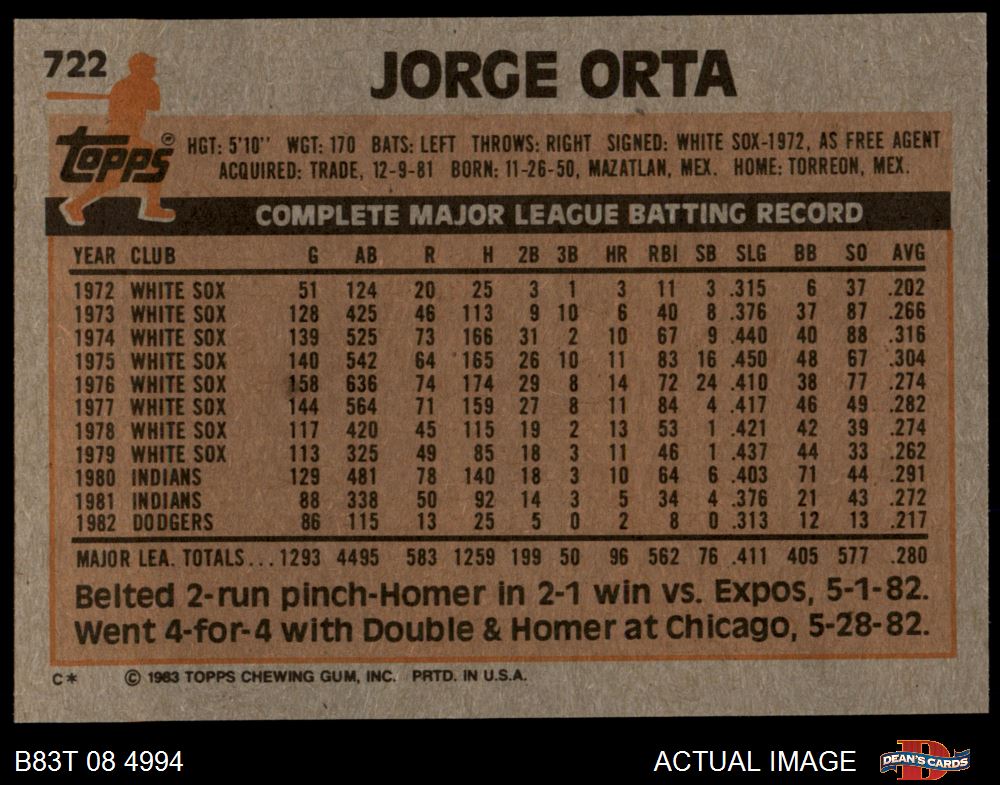 722
JORGE ORTA
Topps
HGT: 5'10" WGT: 170 BATS: LEFT THROWS: RIGHT SIGNED: WHITE SOX-1972, AS FREE AGENT
ACQUIRED: TRADE, 12-9-81 BORN: 11-26-50, MAZATLAN, MEX. HOME: TORREON, MEX.
COMPLETE MAJOR LEAGUE BATTING RECORD
YEAR CLUB G AB R H 2B 3B HR RBI SB SLG BB SO AVG
1972 WHITE SOX 51 124 20 25 3 1 3 11 3 .315 6 37 .202
1973 WHITE SOX 128 425 46 113 9 10 6 40 8 .376 37 87 .266
1974 WHITE SOX 139 525 73 166 31 2 10 67 9 .440 40 88 .316
1975 WHITE SOX 140 542 64 165 26 10 11 83 16 .450 48 67 .304
1976 WHITE SOX 158 636 74 174 29 8 14 72 24 .410 38 77 .274
1977 WHITE SOX 144 564 71 159 27 8 11 84 4 .417 46 49 .282
1978 WHITE SOX 117 420 45 115 19 2 13 53 1 .421 42 39 .274
1979 WHITE SOX 113 325 49 85 18 3 11 46 1 .437 44 33 .262
1980 INDIANS 129 481 78 140 18 3 10 64 6 .403 71 44 .291
1981 INDIANS 88 338 50 92 14 3 5 34 4 .376 21 43 .272
1982 DODGERS 86 115 13 25 5 0 2 8 0 .313 12 13 .217
MAJOR LEA. TOTALS...1293 4495 583 1259 199 50 96 562 76 .411 405 577 .280
Belted 2-run pinch-Homer in 2-1 win vs. Expos, 5-1-82.
Went 4-for-4 with Double & Homer at Chicago, 5-28-82.
C* © 1983 TOPPS CHEWING GUM, INC. PRTD. IN U.S.A.
B83T 08 4994 ACTUAL IMAGE D DEAN'S CARDS